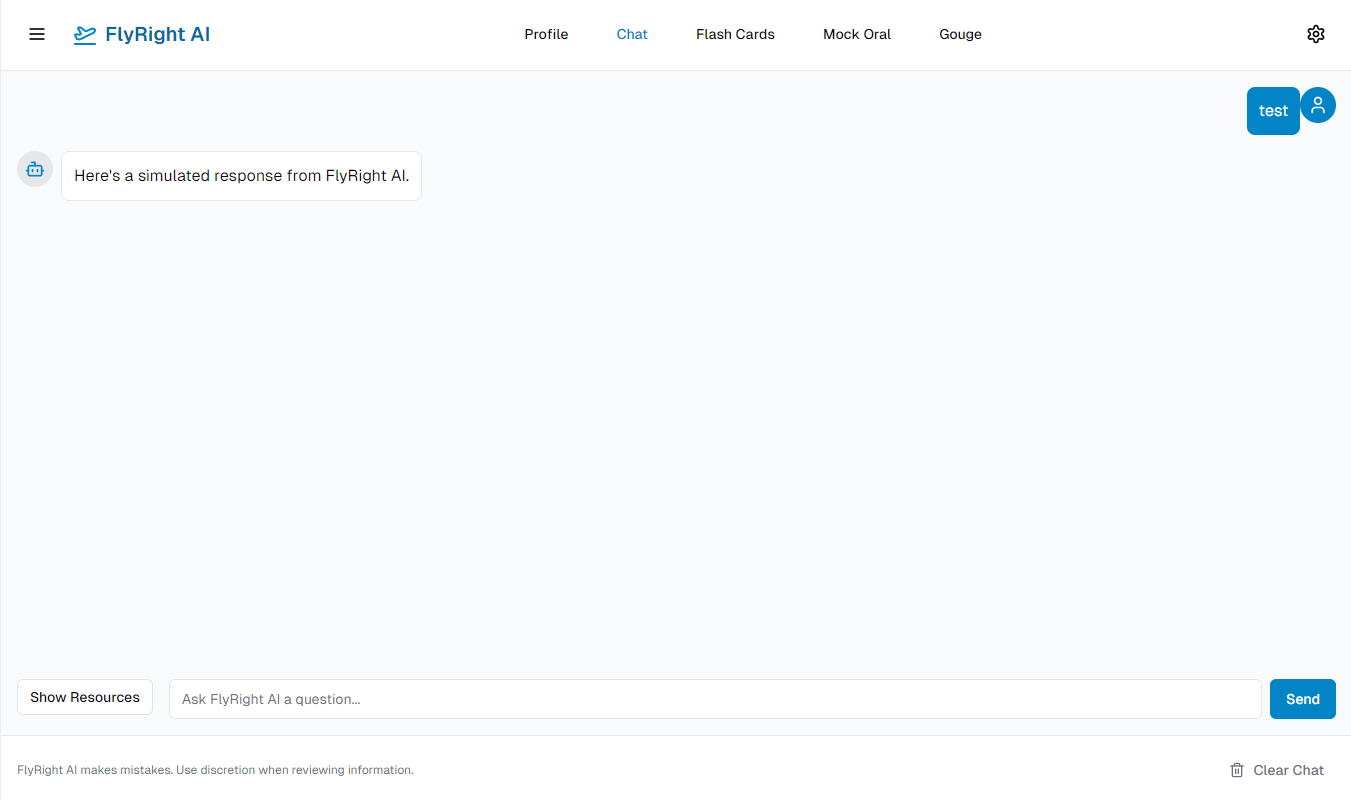 FlyRight AI
Profile
Chat
Flash Cards
Mock Oral
Gouge
test
Here's a simulated response from FlyRight AI.
Show Resources
Ask FlyRight AI a question...
Send
FlyRight AI makes mistakes. Use discretion when reviewing information.
Clear Chat